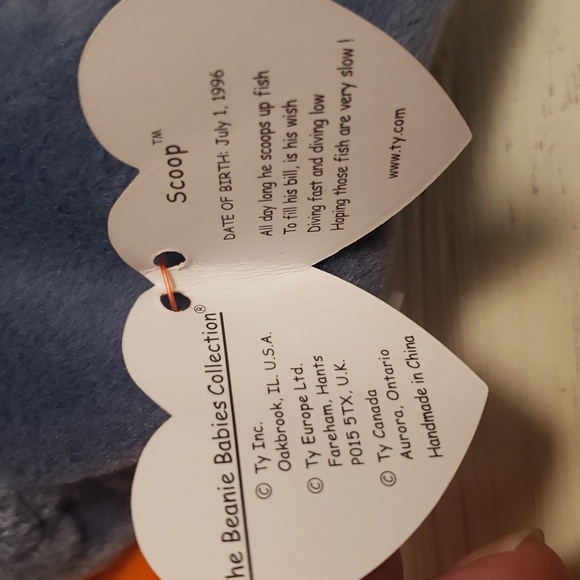 he Beanie Babies Collection®
© Ty Inc.
Oakbrook, IL. U.S.A.
© Ty Europe Ltd.
Fareham, Hants
PO15 5TX, U.K.
© Ty Canada
Aurora, Ontario
Handmade in China
Scoop™
DATE OF BIRTH: July 1, 1996
All day long he scoops up fish
To fill his bill, is his wish
Diving fast and diving low
Hoping those fish are very slow !
www.ty.com